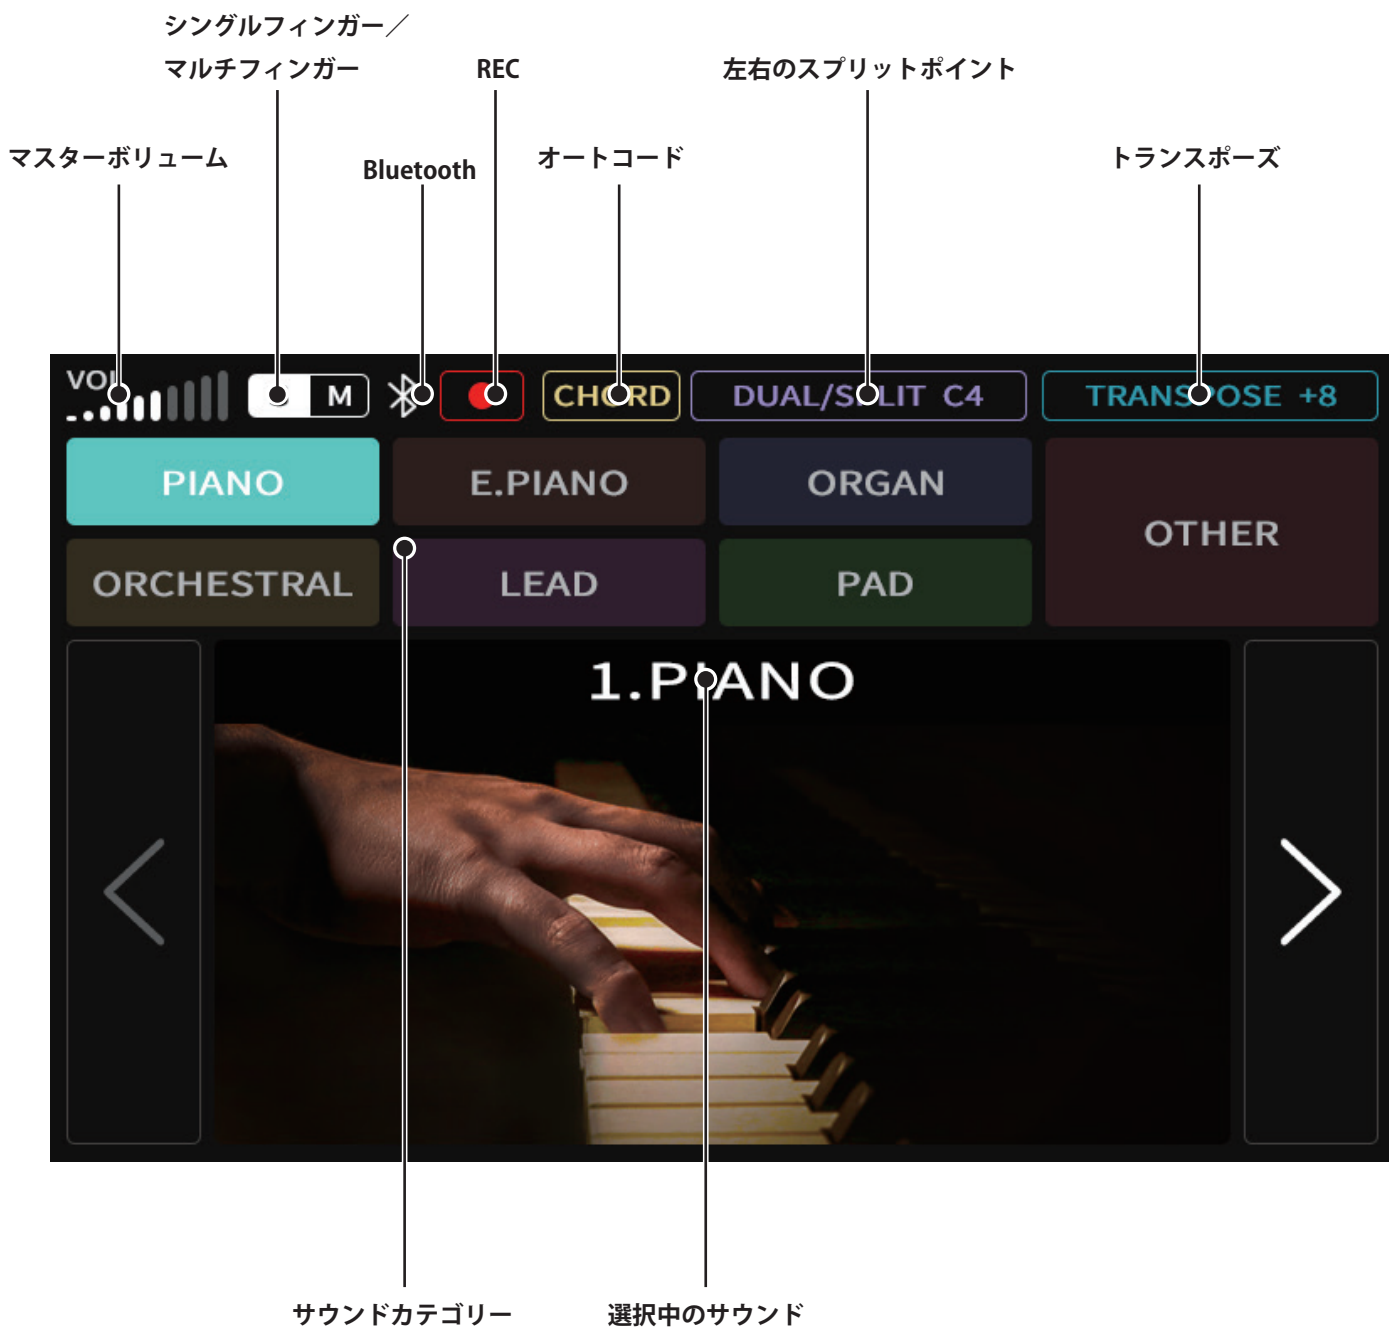 シングルフィンガー／
マルチフィンガー
REC
左右のスプリットポイント
マスターボリューム
Bluetooth
オートコード
トランスポーズ
M
CHORD
DUAL/SPLIT C4
TRANSPOSE +8
PIANO
E.PIANO
ORGAN
OTHER
ORCHESTRAL
LEAD
PAD
1.PIANO
サウンドカテゴリー
選択中のサウンド